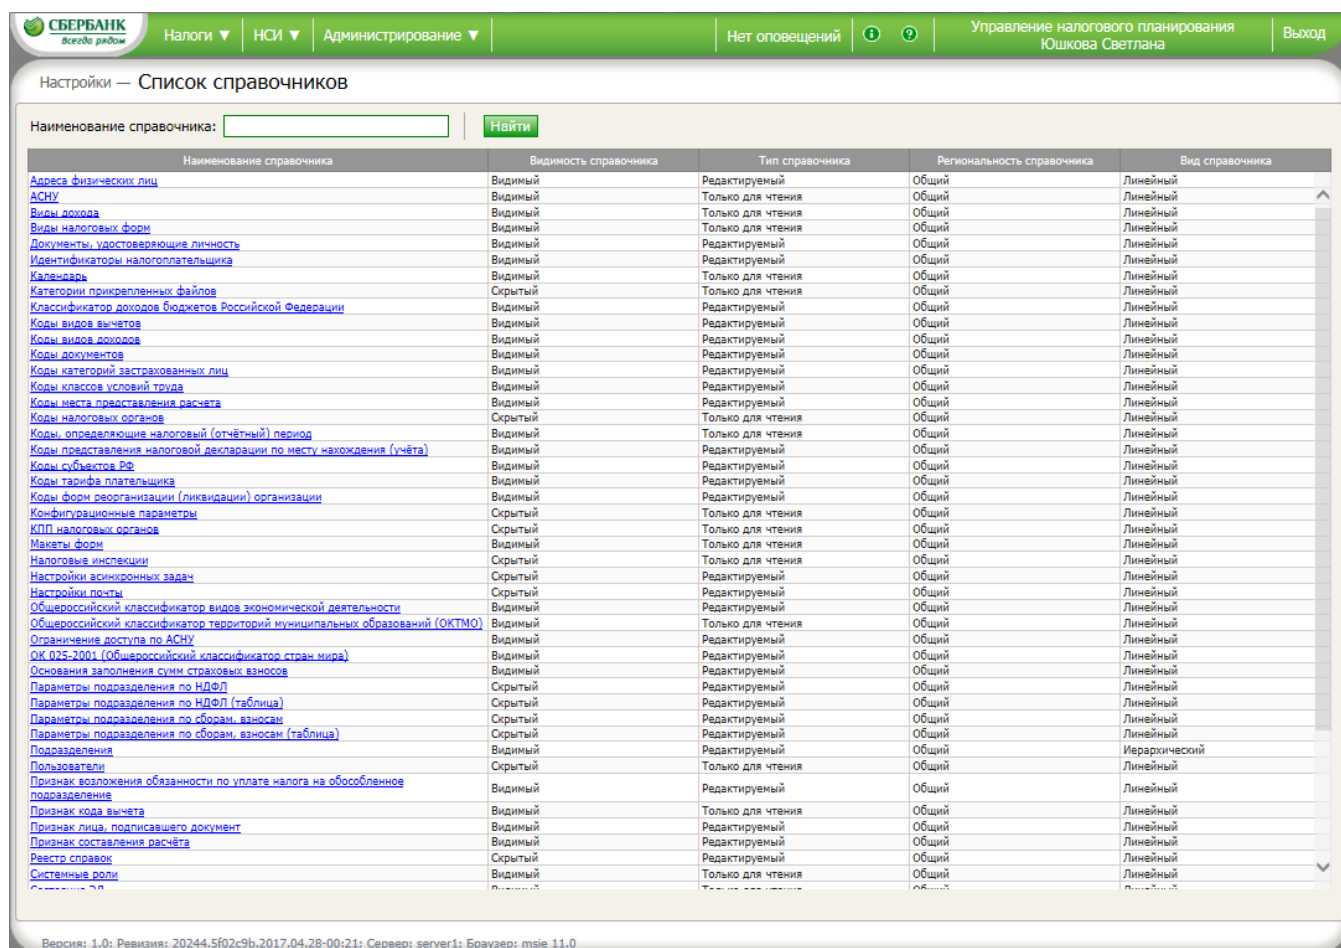 СБЕРБАНК
Всегда рядом
Налоги ▼ НСИ ▼ Администрирование ▼ Нет оповещений Управление налогового планирования Выход
Юшкова Светлана
Настройки — Список справочников
Наименование справочника: Найти
Наименование справочника Видимость справочника Тип справочника Региональность справочника Вид справочника
Адреса физических лиц Видимый Редактируемый Общий Линейный
АСНУ Видимый Только для чтения Общий Линейный
Виды дохода Видимый Только для чтения Общий Линейный
Виды налоговых форм Видимый Только для чтения Общий Линейный
Документы, удостоверяющие личность Видимый Редактируемый Общий Линейный
Идентификаторы налогоплательщика Видимый Редактируемый Общий Линейный
Календарь Видимый Только для чтения Общий Линейный
Категории прикрепленных файлов Скрытый Только для чтения Общий Линейный
Классификатор доходов бюджетов Российской Федерации Видимый Редактируемый Общий Линейный
Коды видов вычетов Видимый Редактируемый Общий Линейный
Коды видов доходов Видимый Редактируемый Общий Линейный
Коды документов Видимый Редактируемый Общий Линейный
Коды категорий застрахованных лиц Видимый Редактируемый Общий Линейный
Коды классов условий труда Видимый Редактируемый Общий Линейный
Коды места представления расчета Видимый Редактируемый Общий Линейный
Коды налоговых органов Скрытый Только для чтения Общий Линейный
Коды, определяющие налоговый (отчётный) период Видимый Только для чтения Общий Линейный
Коды представления налоговой декларации по месту нахождения (учёта) Видимый Редактируемый Общий Линейный
Коды субъектов РФ Видимый Редактируемый Общий Линейный
Коды тарифа плательщика Видимый Редактируемый Общий Линейный
Коды форм реорганизации (ликвидации) организации Видимый Редактируемый Общий Линейный
Конфигурационные параметры Скрытый Только для чтения Общий Линейный
КПП налоговых органов Скрытый Только для чтения Общий Линейный
Макеты форм Видимый Только для чтения Общий Линейный
Налоговые инспекции Скрытый Только для чтения Общий Линейный
Настройки асинхронных задач Скрытый Редактируемый Общий Линейный
Настройки почты Скрытый Редактируемый Общий Линейный
Общероссийский классификатор видов экономической деятельности Видимый Редактируемый Общий Линейный
Общероссийский классификатор территорий муниципальных образований (ОКТМО) Видимый Только для чтения Общий Линейный
Ограничение доступа по АСНУ Видимый Редактируемый Общий Линейный
ОК 025-2001 (Общероссийский классификатор стран мира) Видимый Редактируемый Общий Линейный
Основания заполнения сумм страховых взносов Видимый Редактируемый Общий Линейный
Параметры подразделения по НДФЛ Скрытый Редактируемый Общий Линейный
Параметры подразделения по НДФЛ (таблица) Скрытый Редактируемый Общий Линейный
Параметры подразделения по сборам, взносам Скрытый Редактируемый Общий Линейный
Параметры подразделения по сборам, взносам (таблица) Скрытый Редактируемый Общий Линейный
Подразделения Видимый Редактируемый Общий Иерархический
Пользователи Скрытый Только для чтения Общий Линейный
Признак возложения обязанности по уплате налога на обособленное
подразделение Видимый Редактируемый Общий Линейный
Признак кода вычета Видимый Только для чтения Общий Линейный
Признак лица, подписавшего документ Видимый Редактируемый Общий Линейный
Признак составления расчёта Видимый Редактируемый Общий Линейный
Реестр справок Скрытый Редактируемый Общий Линейный
Системные роли Видимый Только для чтения Общий Линейный
Состояние ЭД Видимый Только для чтения Общий Линейный
Версия: 1.0; Ревизия: 20244.5f02c9b.2017.04.28-00:21; Сервер: server1; Браузер: msie 11.0